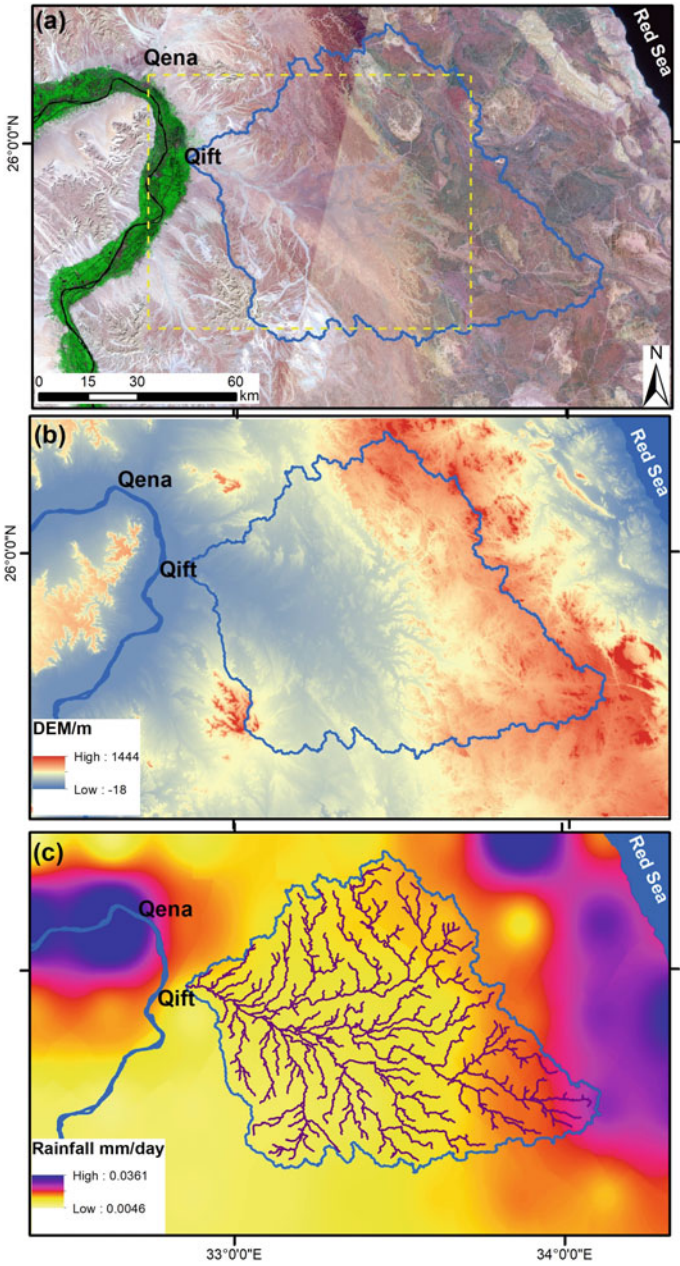 (a)
Qena
Red Sea
26°0'0"N
Qift
N
0 15 30 60
km
(b)
Red Sea
Qena
26°0'0"N
Qift
DEM/m
High : 1444
Low : -18
(c)
Red Sea
Qena
Qift
Rainfall mm/day
High : 0.0361
Low : 0.0046
33°0'0"E 34°0'0"E